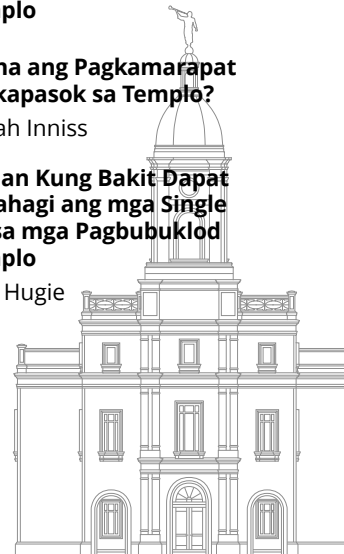 plo
na ang Pagkamarapat
kapasok sa Templo?
ah Inniss
an Kung Bakit Dapat
ahagi ang mga Single
sa mga Pagbubuklod
plo
Hugie